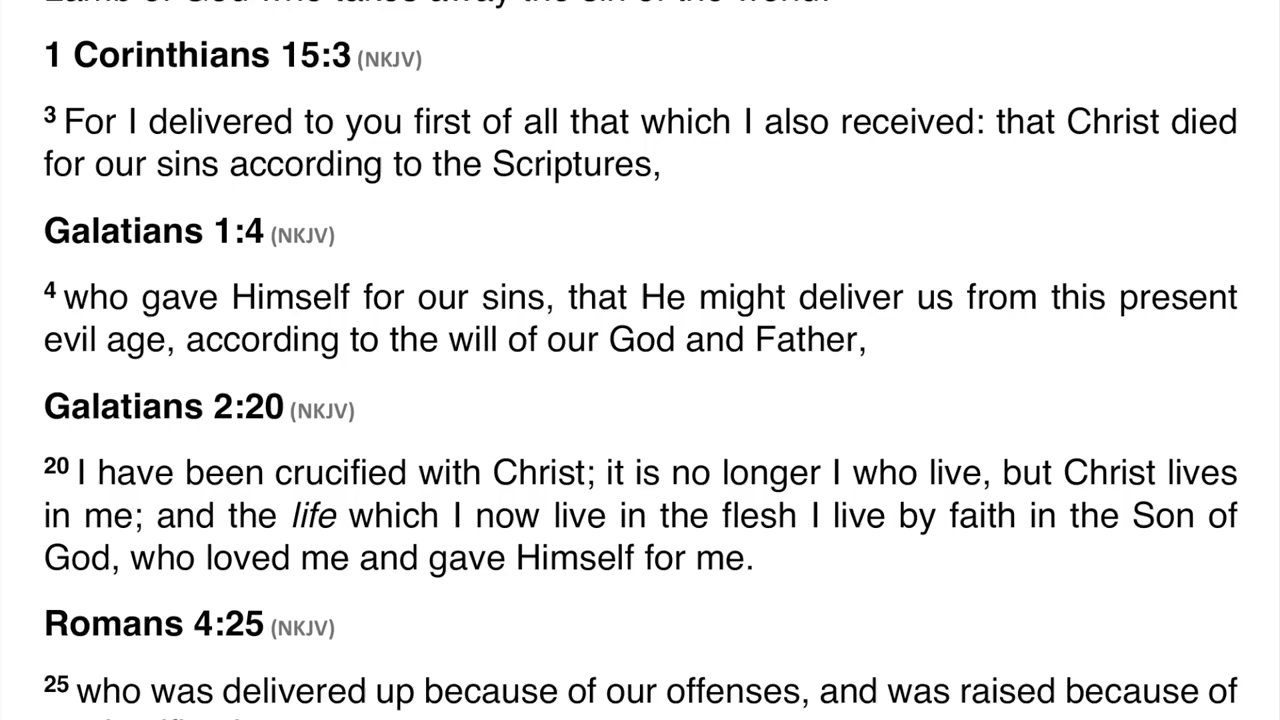 1 Corinthians 15:3 (NKJV)
3 For I delivered to you first of all that which I also received: that Christ died
for our sins according to the Scriptures,
Galatians 1:4 (NKJV)
4 who gave Himself for our sins, that He might deliver us from this present
evil age, according to the will of our God and Father,
Galatians 2:20 (NKJV)
20 I have been crucified with Christ; it is no longer I who live, but Christ lives
in me; and the life which I now live in the flesh I live by faith in the Son of
God, who loved me and gave Himself for me.
Romans 4:25 (NKJV)
25 who was delivered up because of our offenses, and was raised because of